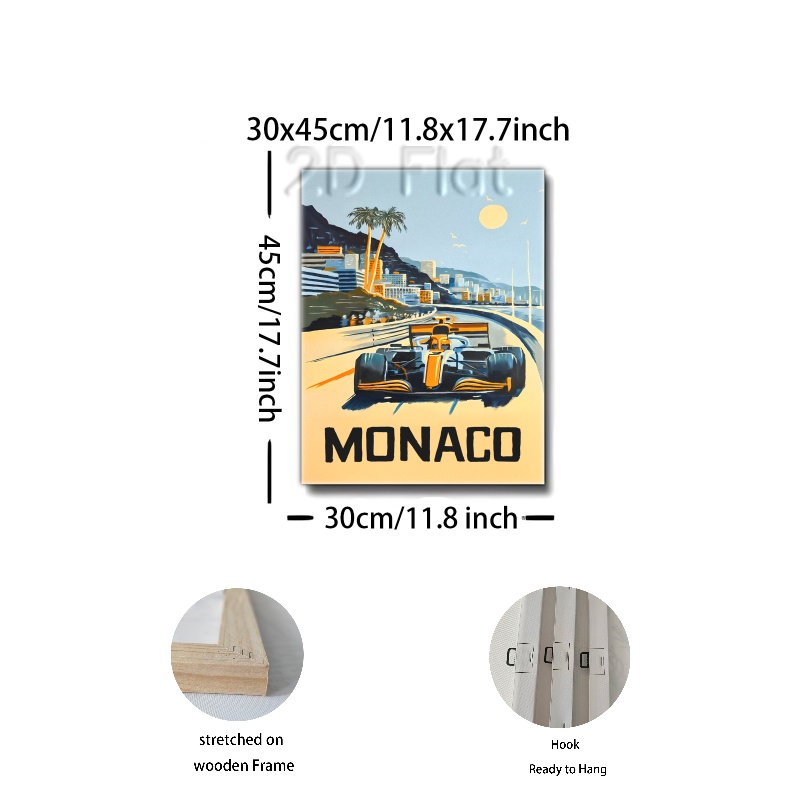 30x45cm/11.8x17.7inch
2D Flat
45cm/17.7inch
MONACO
30cm/11.8 inch
stretched on
wooden Frame
Hook
Ready to Hang